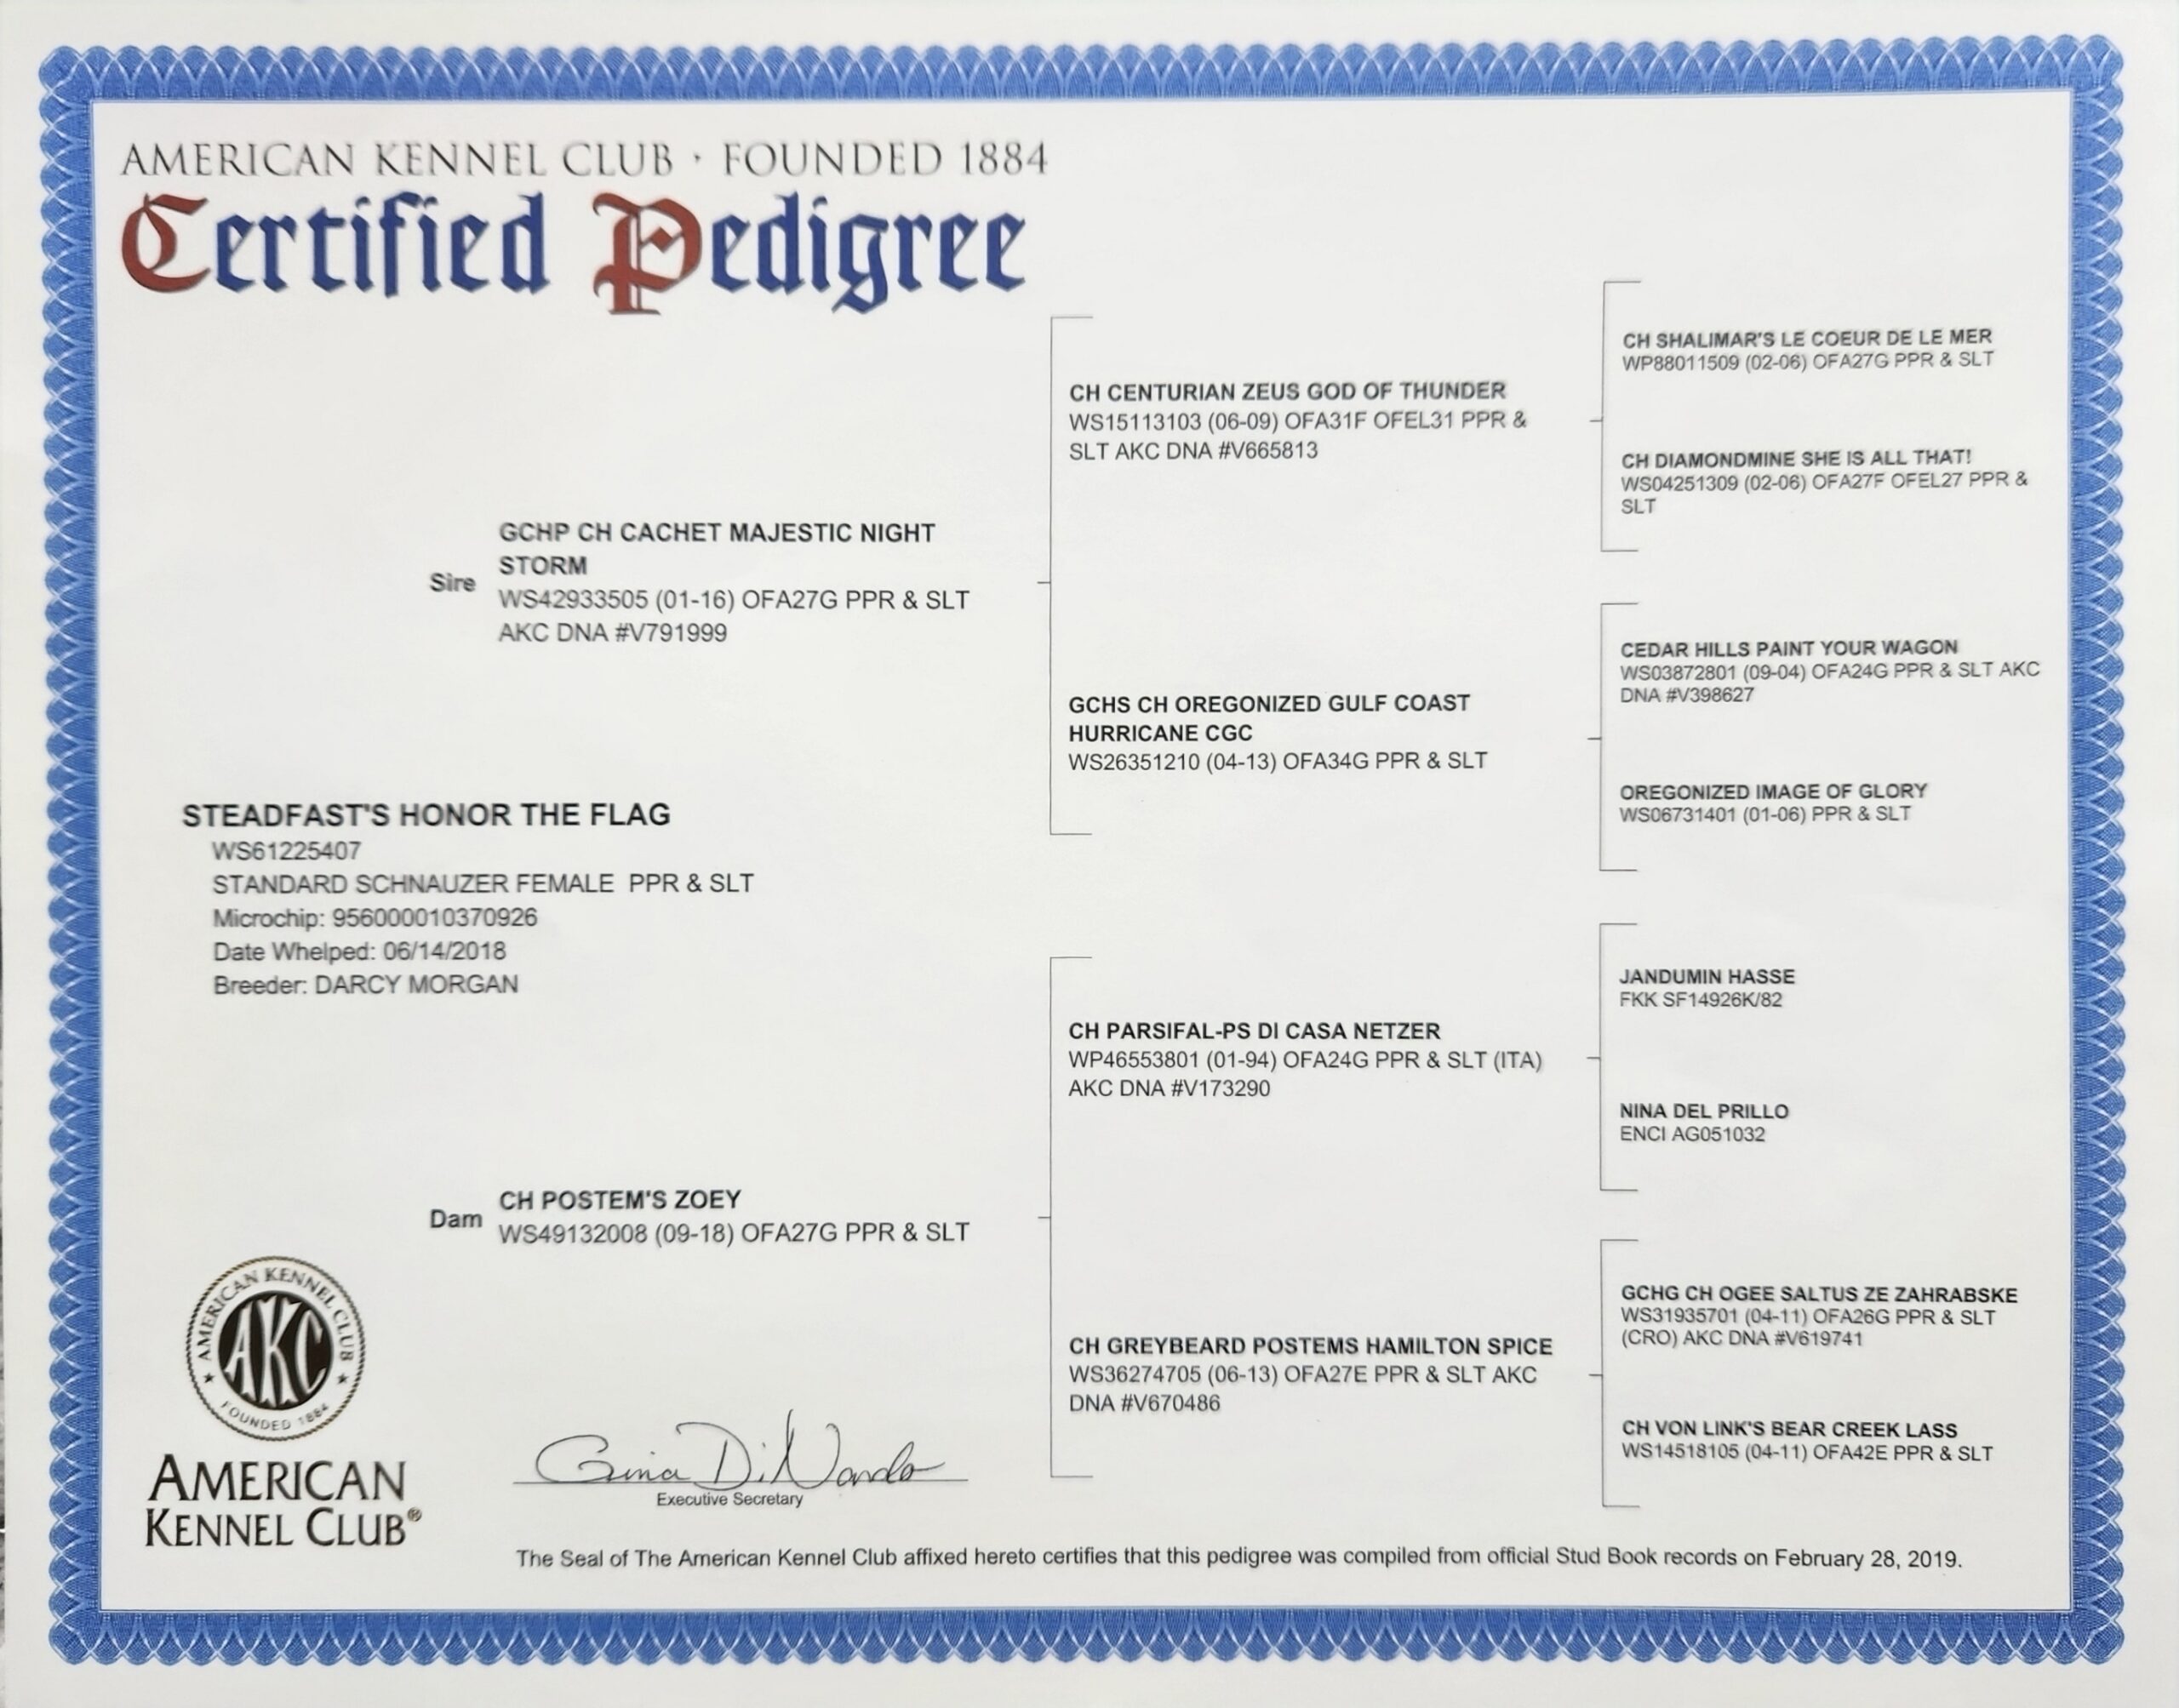 AMERICAN KENNEL CLUB · FOUNDED 1884
Certified Pedigree
CH SHALIMAR'S LE COEUR DE LE MER
WP88011509 (02-06) OFA27G PPR & SLT
CH CENTURIAN ZEUS GOD OF THUNDER
WS15113103 (06-09) OFA31F OFEL31 PPR &
SLT AKC DNA #V665813
CH DIAMONDMINE SHE IS ALL THAT!
WS04251309 (02-06) OFA27F OFEL27 PPR &
SLT
Sire
GCHP CH CACHET MAJESTIC NIGHT
STORM
WS42933505 (01-16) OFA27G PPR & SLT
AKC DNA #V791999
CEDAR HILLS PAINT YOUR WAGON
WS03872801 (09-04) OFA24G PPR & SLT AKC
DNA #V398627
GCHS CH OREGONIZED GULF COAST
HURRICANE CGC
WS26351210 (04-13) OFA34G PPR & SLT
OREGONIZED IMAGE OF GLORY
WS06731401 (01-06) PPR & SLT
STEADFAST'S HONOR THE FLAG
WS61225407
STANDARD SCHNAUZER FEMALE PPR & SLT
Microchip: 956000010370926
Date Whelped: 06/14/2018
Breeder: DARCY MORGAN
JANDUMIN HASSE
FKK SF14926K/82
CH PARSIFAL-PS DI CASA NETZER
WP46553801 (01-94) OFA24G PPR & SLT (ITA)
AKC DNA #V173290
NINA DEL PRILLO
ENCI AG051032
Dam
CH POSTEM'S ZOEY
WS49132008 (09-18) OFA27G PPR & SLT
GCHG CH OGEE SALTUS ZE ZAHRABSKE
WS31935701 (04-11) OFA26G PPR & SLT
(CRO) AKC DNA #V619741
CH GREYBEARD POSTEMS HAMILTON SPICE
WS36274705 (06-13) OFA27E PPR & SLT AKC
DNA #V670486
CH VON LINK'S BEAR CREEK LASS
WS14518105 (04-11) OFA42E PPR & SLT
AMERICAN KENNEL CLUB
AKC
FOUNDED 1884
AMERICAN
KENNEL CLUB®
Gina DiNardo
Executive Secretary
The Seal of The American Kennel Club affixed hereto certifies that this pedigree was compiled from official Stud Book records on February 28, 2019.